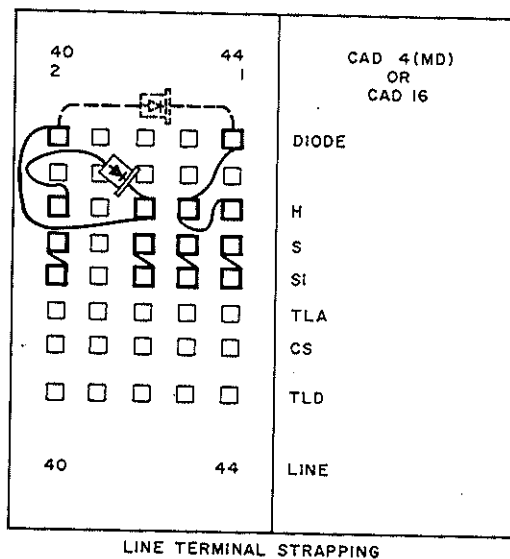 40 44
2 1
CAD 4(MD)
OR
CAD 16
DIODE
H
S
S1
TLA
CS
TLD
40 44 LINE
LINE TERMINAL STRAPPING